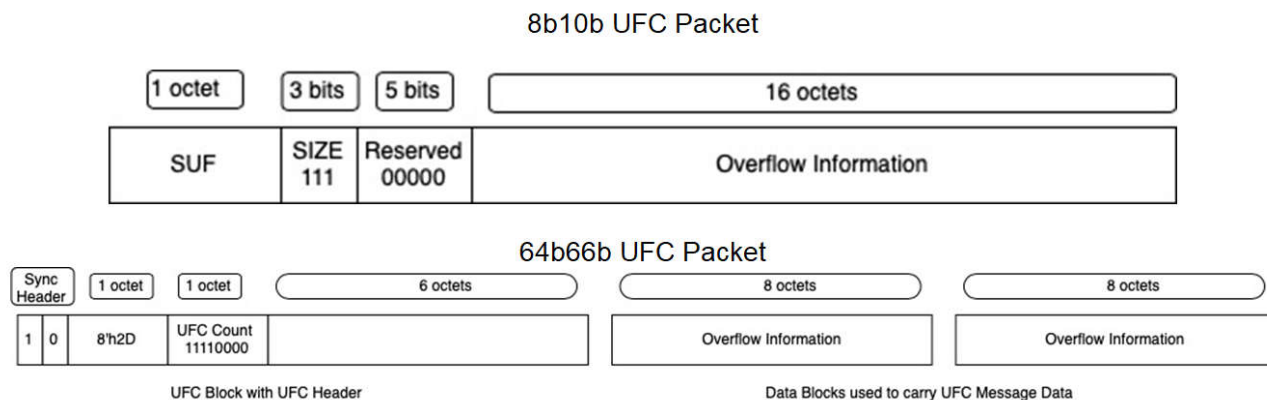 8b10b UFC Packet
1 octet 3 bits 5 bits 16 octets
SUF SIZE 111 Reserved 00000 Overflow Information
64b66b UFC Packet
Sync Header 1 octet 1 octet 6 octets 8 octets 8 octets
1 0 8'h2D UFC Count 11110000 Overflow Information Overflow Information
UFC Block with UFC Header Data Blocks used to carry UFC Message Data